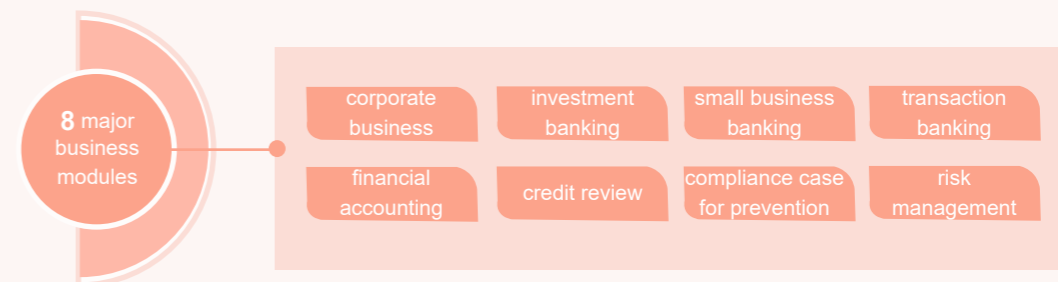 8 major
business
modules
corporate
business
investment
banking
small business
banking
transaction
banking
financial
accounting
credit review
compliance case
for prevention
risk
management